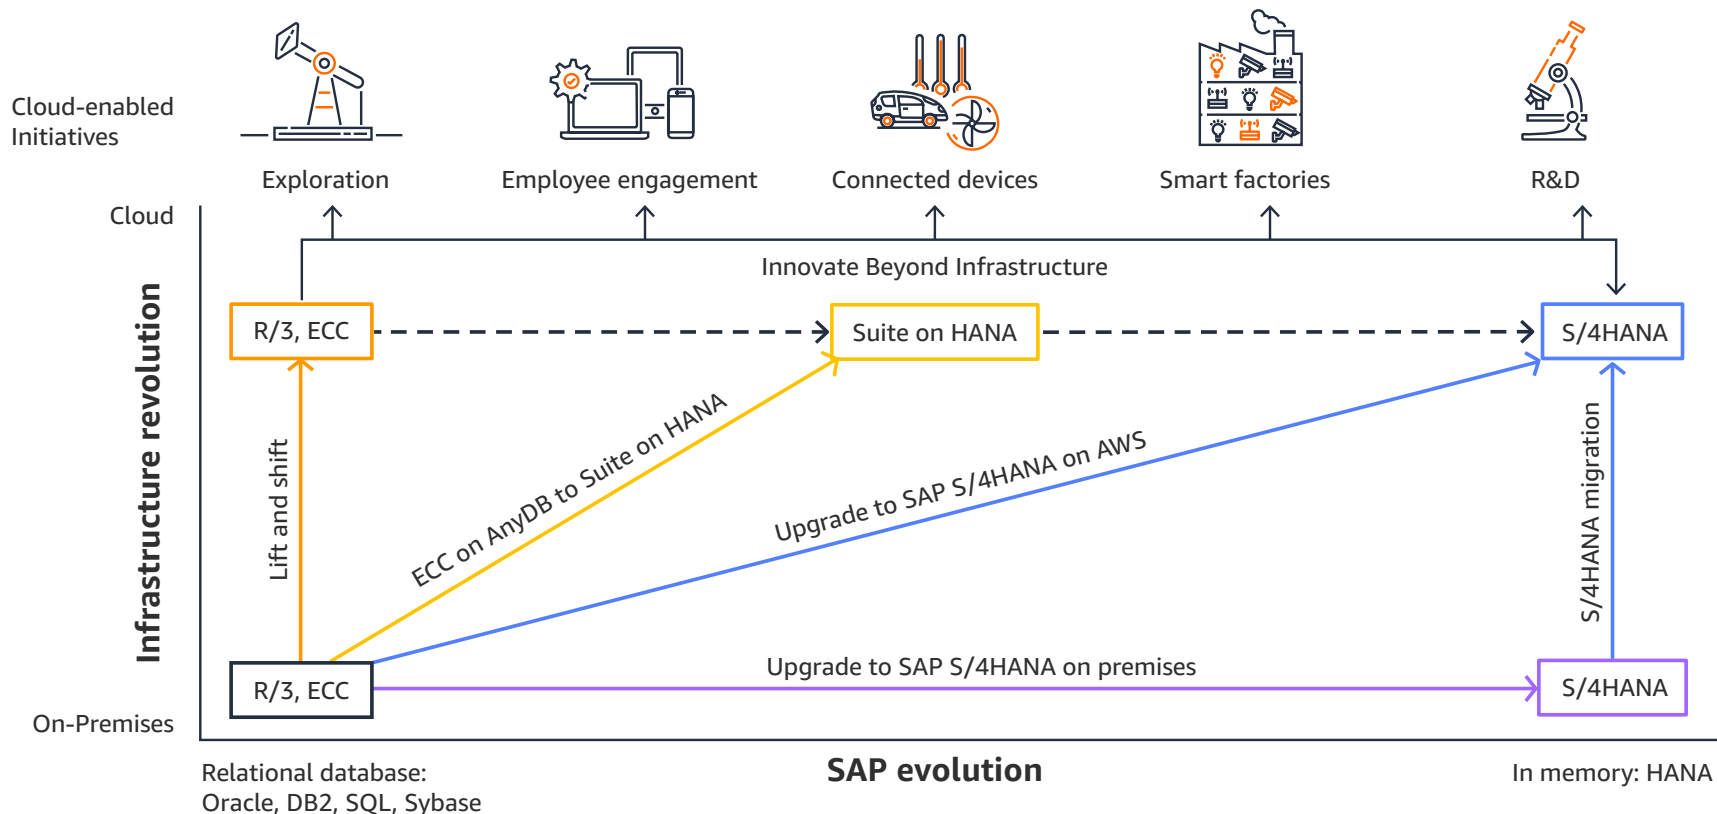 Cloud-enabled
Initiatives
Exploration
Employee engagement
Connected devices
Smart factories
R&D
Cloud
Innovate Beyond Infrastructure
Infrastructure revolution
R/3, ECC
Suite on HANA
S/4HANA
Lift and shift
ECC on AnyDB to Suite on HANA
Upgrade to SAP S/4HANA on AWS
S/4HANA migration
Upgrade to SAP S/4HANA on premises
R/3, ECC
S/4HANA
On-Premises
Relational database:
Oracle, DB2, SQL, Sybase
SAP evolution
In memory: HANA